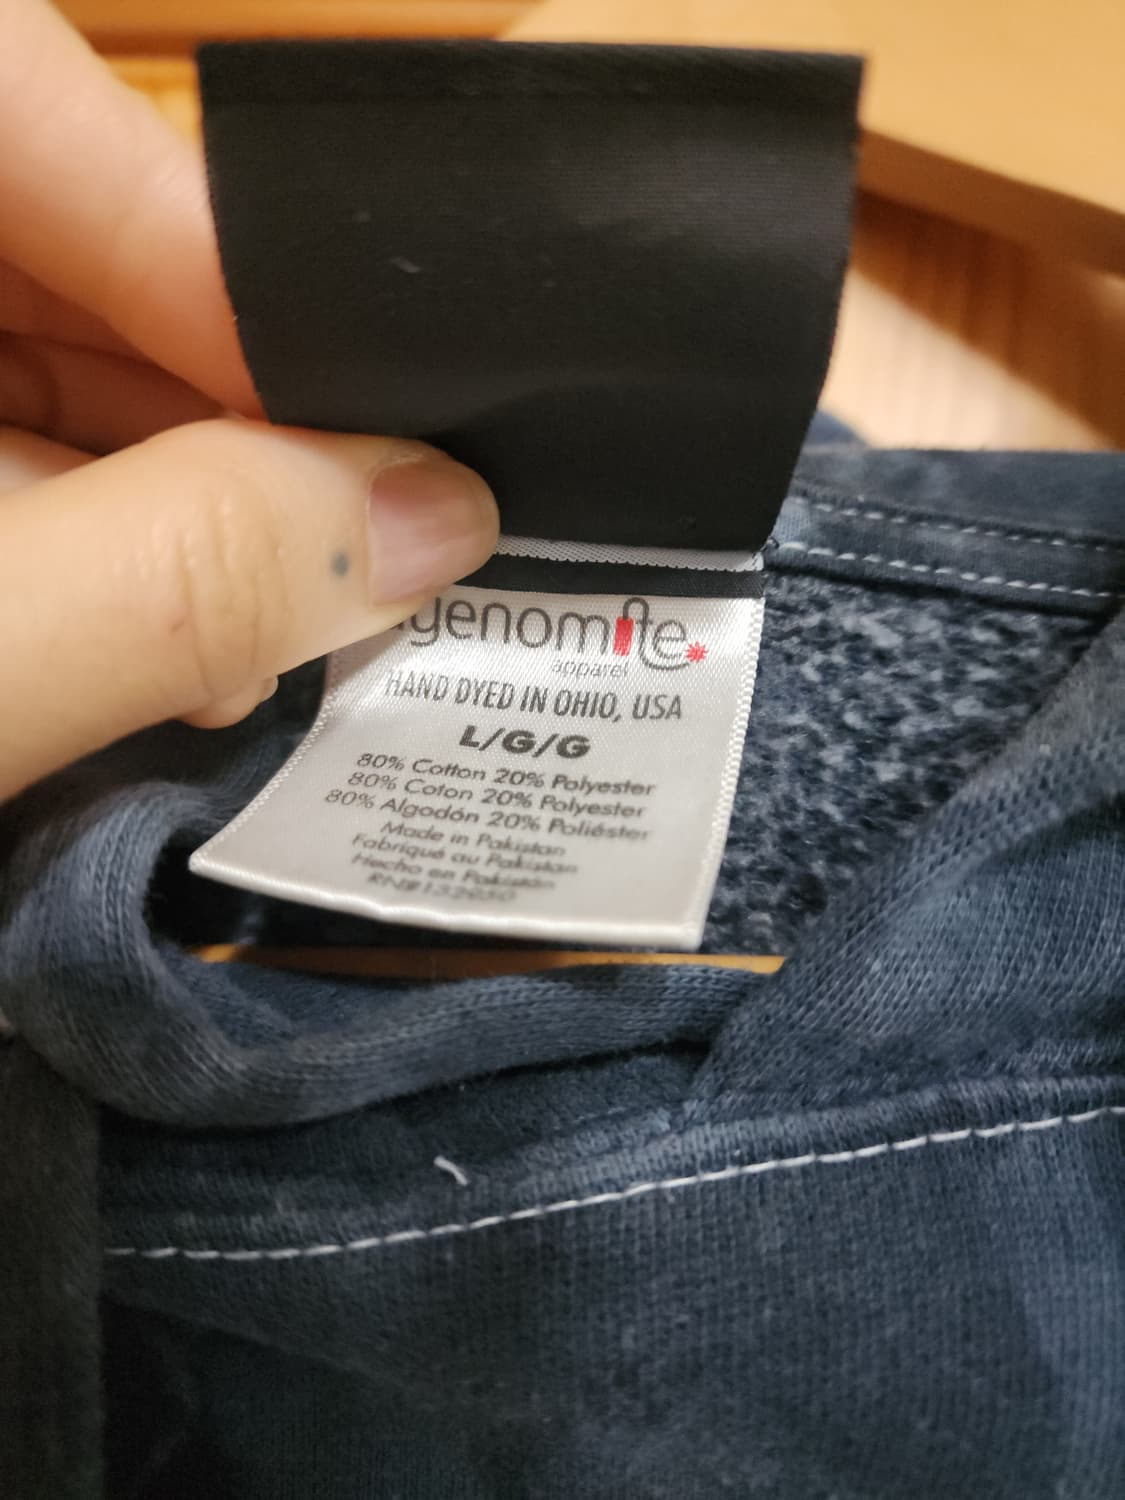 genomite
apparel
HAND DYED IN OHIO, USA
L/G/G
80% Cotton 20% Polyester
80% Coton 20% Polyester
80% Algodón 20% Poliéster
Made in Pakistan
Fabriqué au Pakistan
Hecho en Pakistán